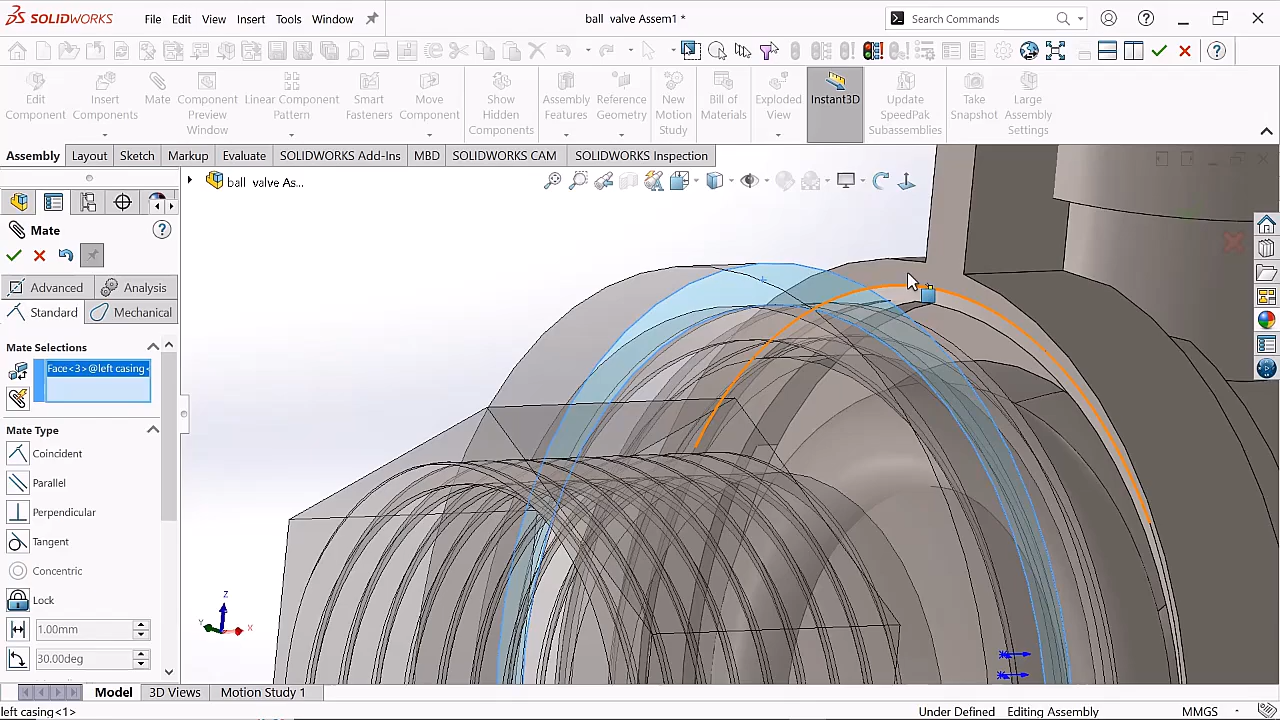 SOLIDWORKS File Edit View Insert Tools Window ball valve Assem1 * Search Commands
Edit Component
Insert Components
Mate
Component Preview Window
Linear Component Pattern
Smart Fasteners
Move Component
Show Hidden Components
Assembly Features
Reference Geometry
New Motion Study
Bill of Materials
Exploded View
Instant3D
Update SpeedPak Subassemblies
Take Snapshot
Large Assembly Settings
Assembly Layout Sketch Markup Evaluate SOLIDWORKS Add-Ins MBD SOLIDWORKS CAM SOLIDWORKS Inspection
ball valve As...
Mate
Advanced Analysis
Standard Mechanical
Mate Selections
Face<3>@left casing-
Mate Type
Coincident
Parallel
Perpendicular
Tangent
Concentric
Lock
1.00mm
30.00deg
Z
Y X
Model 3D Views Motion Study 1
left casing<1> Under Defined Editing Assembly MMGS